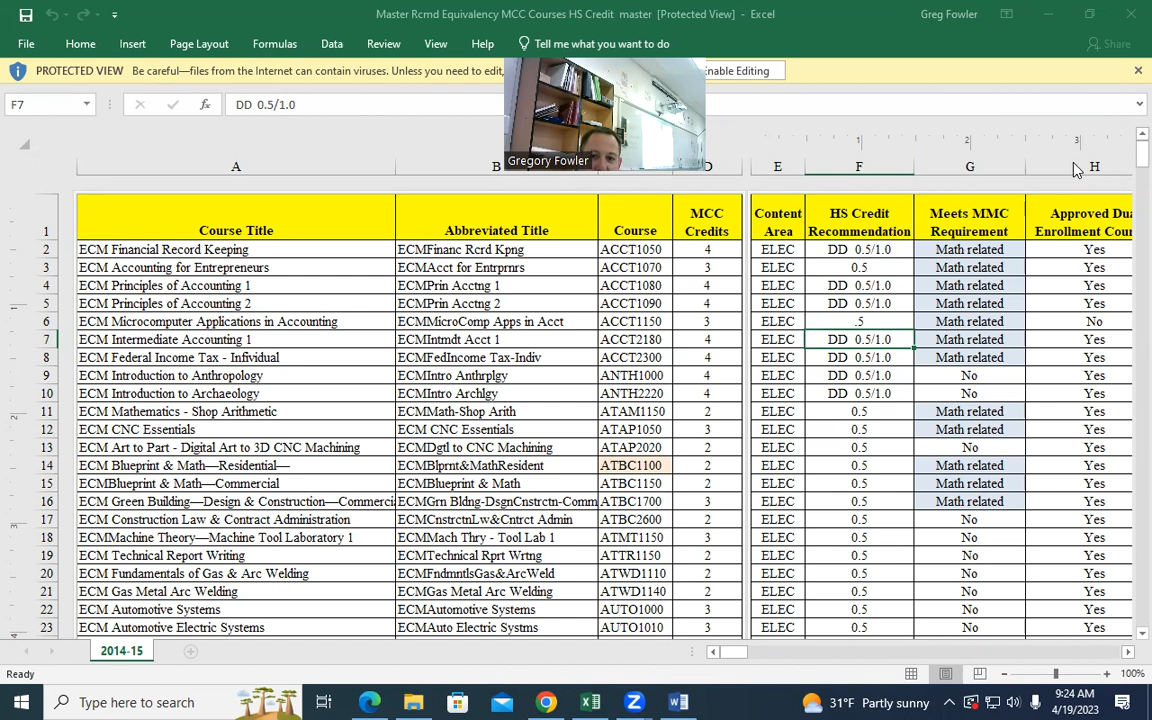 Master Rcmd Equivalency MCC Courses HS Credit master [Protected View] - Excel
Greg Fowler
File Home Insert Page Layout Formulas Data Review View Help Tell me what you want to do Share
PROTECTED VIEW Be careful—files from the Internet can contain viruses. Unless you need to edit, Enable Editing
F7 fx DD 0.5/1.0
Gregory Fowler
1 2 3
A B D E F G H
1 Course Title Abbreviated Title Course MCC Credits Content Area HS Credit Recommendation Meets MMC Requirement Approved Dua Enrollment Cour
2 ECM Financial Record Keeping ECMFinanc Rcrd Kpng ACCT1050 4 ELEC DD 0.5/1.0 Math related Yes
3 ECM Accounting for Entrepreneurs ECMAcct for Entrprnrs ACCT1070 3 ELEC 0.5 Math related Yes
4 ECM Principles of Accounting 1 ECMPrin Acctng 1 ACCT1080 4 ELEC DD 0.5/1.0 Math related Yes
5 ECM Principles of Accounting 2 ECMPrin Acctng 2 ACCT1090 4 ELEC DD 0.5/1.0 Math related Yes
6 ECM Microcomputer Applications in Accounting ECMMicroComp Apps in Acct ACCT1150 3 ELEC .5 Math related No
7 ECM Intermediate Accounting 1 ECMIntmdt Acct 1 ACCT2180 4 ELEC DD 0.5/1.0 Math related Yes
8 ECM Federal Income Tax - Infividual ECMFedIncome Tax-Indiv ACCT2300 4 ELEC DD 0.5/1.0 Math related Yes
9 ECM Introduction to Anthropology ECMIntro Anthrplgy ANTH1000 4 ELEC DD 0.5/1.0 No Yes
10 ECM Introduction to Archaeology ECMIntro Archlgy ANTH2220 4 ELEC DD 0.5/1.0 No Yes
11 ECM Mathematics - Shop Arithmetic ECMMath-Shop Arith ATAM1150 2 ELEC 0.5 Math related Yes
12 ECM CNC Essentials ECM CNC Essentials ATAP1050 3 ELEC 0.5 Math related Yes
13 ECM Art to Part - Digital Art to 3D CNC Machining ECMDgtl to CNC Machining ATAP2020 2 ELEC 0.5 No Yes
14 ECM Blueprint & Math—Residential— ECMBlprnt&MathResident ATBC1100 2 ELEC 0.5 Math related Yes
15 ECMBlueprint & Math—Commercial ECMBlueprint & Math ATBC1150 2 ELEC 0.5 Math related Yes
16 ECM Green Building—Design & Construction—Commercia ECMGrn Bldng-DsgnCnstrctn-Comm ATBC1700 3 ELEC 0.5 Math related Yes
17 ECM Construction Law & Contract Administration ECMCnstrctnLw&Cntrct Admin ATBC2600 2 ELEC 0.5 No Yes
18 ECMMachine Theory—Machine Tool Laboratory 1 ECMMach Thry - Tool Lab 1 ATMT1150 3 ELEC 0.5 No Yes
19 ECM Technical Report Writing ECMTechnical Rprt Wrtng ATTR1150 2 ELEC 0.5 No Yes
20 ECM Fundamentals of Gas & Arc Welding ECMFndmntlsGas&ArcWeld ATWD1110 2 ELEC 0.5 No Yes
21 ECM Gas Metal Arc Welding ECMGas Metal Arc Welding ATWD1140 2 ELEC 0.5 No Yes
22 ECM Automotive Systems ECMAutomotive Systems AUTO1000 3 ELEC 0.5 No Yes
23 ECM Automotive Electric Systems ECMAuto Electric Systms AUTO1010 3 ELEC 0.5 No Yes
2014-15
Ready 100%
Type here to search 31°F Partly sunny 9:24 AM
4/19/2023